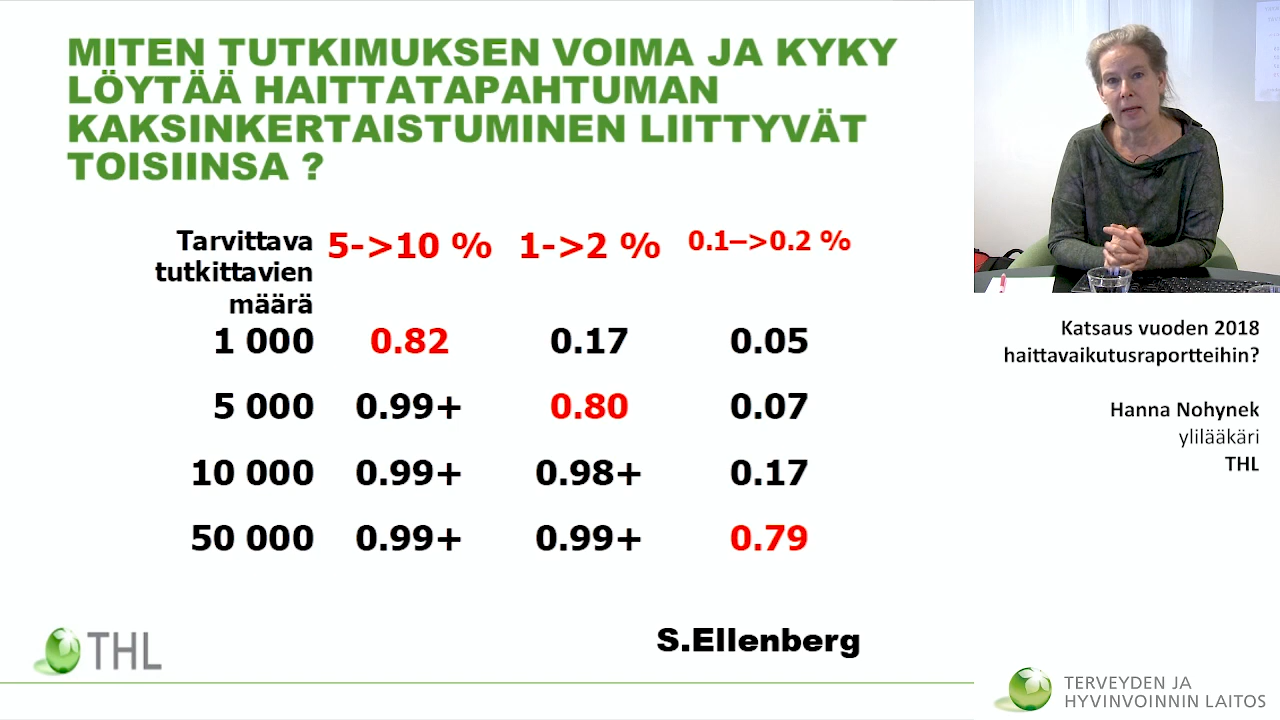 MITEN TUTKIMUKSEN VOIMA JA KYKY
LÖYTÄÄ HAITTATAPAHTUMAN
KAKSINKERTAISTUMINEN LIITTYVÄT
TOISIINSA ?
Tarvittava
tutkittavien
määrä
5->10 % 1->2 % 0.1–>0.2 %
1 000 0.82 0.17 0.05
5 000 0.99+ 0.80 0.07
10 000 0.99+ 0.98+ 0.17
50 000 0.99+ 0.99+ 0.79
S.Ellenberg
THL
Katsaus vuoden 2018
haittavaikutusraportteihin?
Hanna Nohynek
ylilääkäri
THL
TERVEYDEN JA
HYVINVOINNIN LAITOS